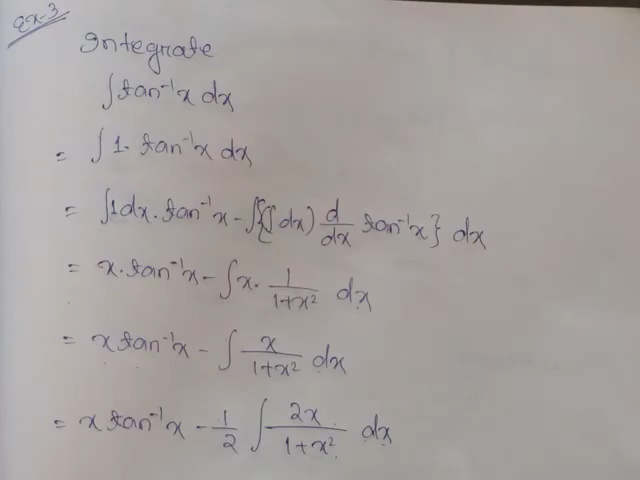 Ex-3
Integrate
∫tan⁻¹x dx
= ∫1. tan⁻¹x dx
= ∫1dx. tan⁻¹x - ∫{(∫dx) d/dx tan⁻¹x} dx
= x. tan⁻¹x - ∫x. 1/(1+x²) dx
= x tan⁻¹x - ∫ x/(1+x²) dx
= x tan⁻¹x - 1/2 ∫ 2x/(1+x²) dx